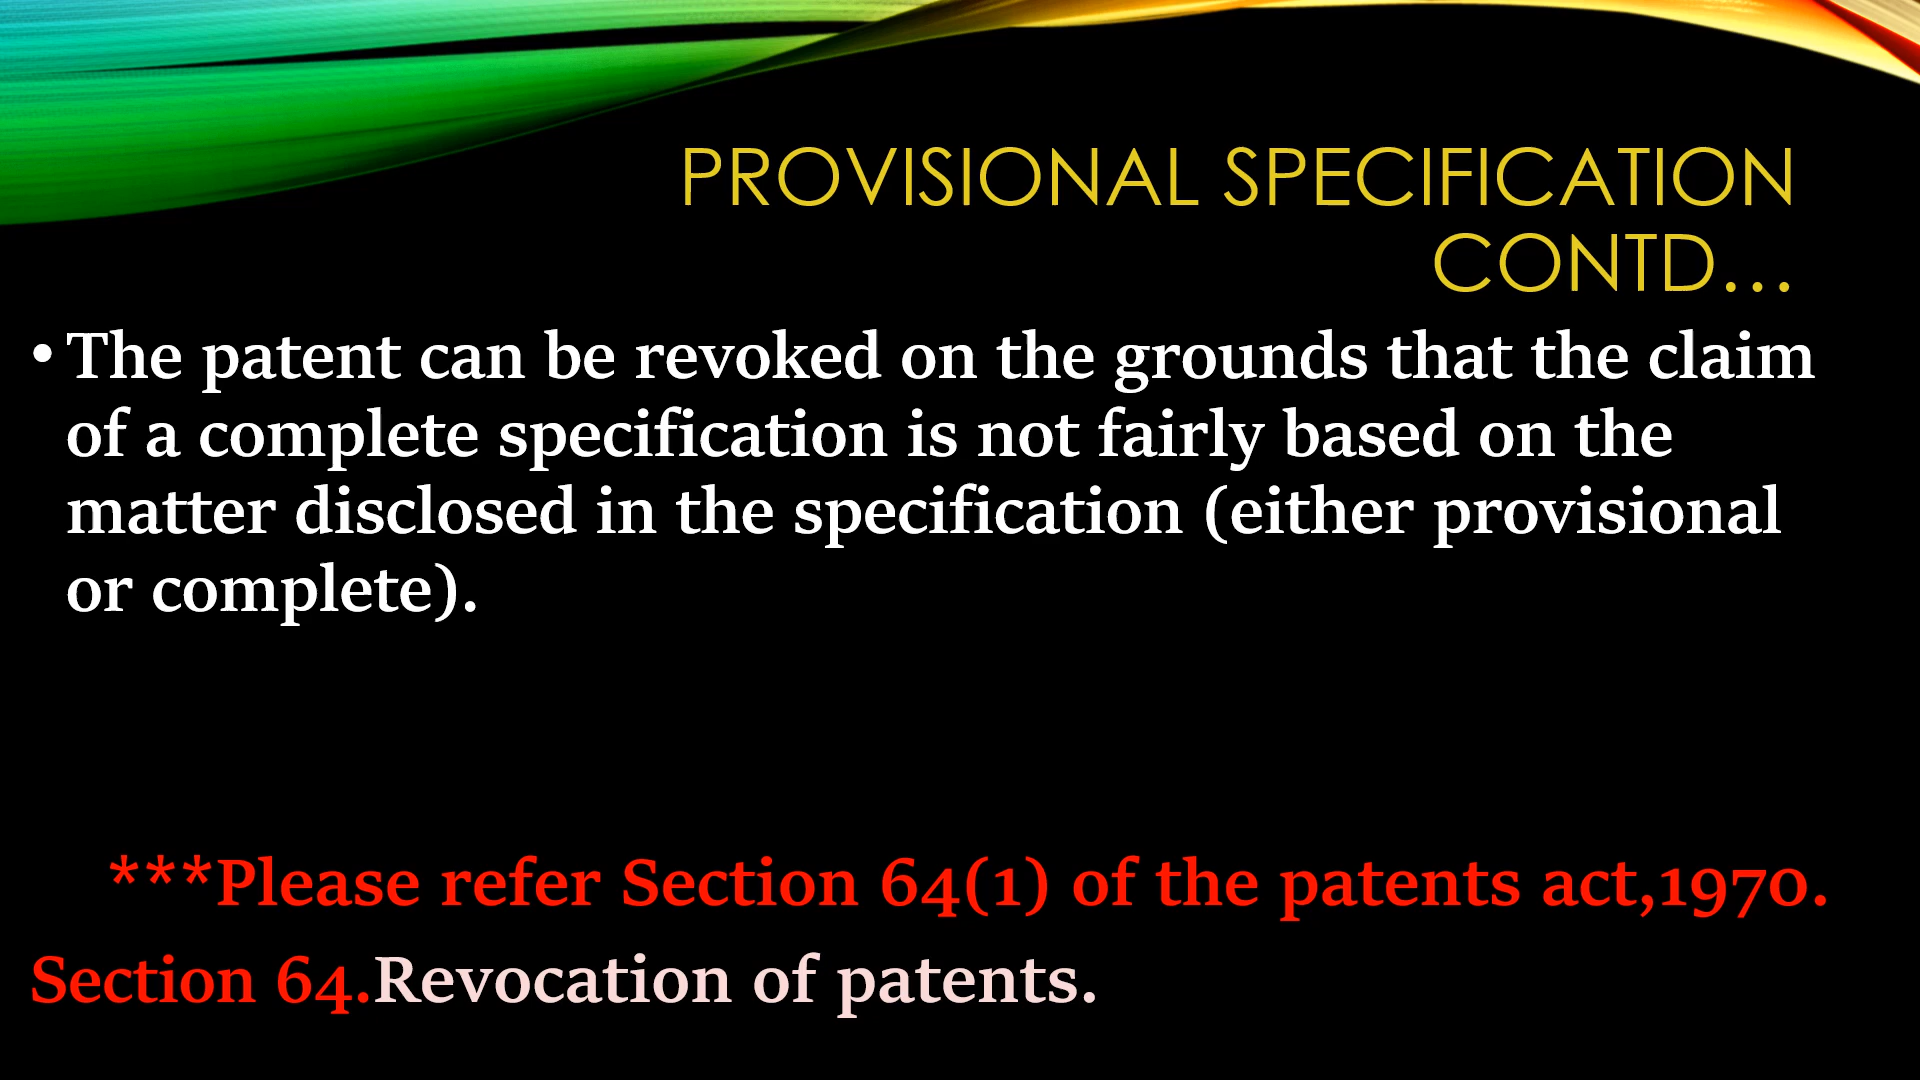 PROVISIONAL SPECIFICATION
CONTD...
• The patent can be revoked on the grounds that the claim
of a complete specification is not fairly based on the
matter disclosed in the specification (either provisional
or complete).
***Please refer Section 64(1) of the patents act,1970.
Section 64.Revocation of patents.